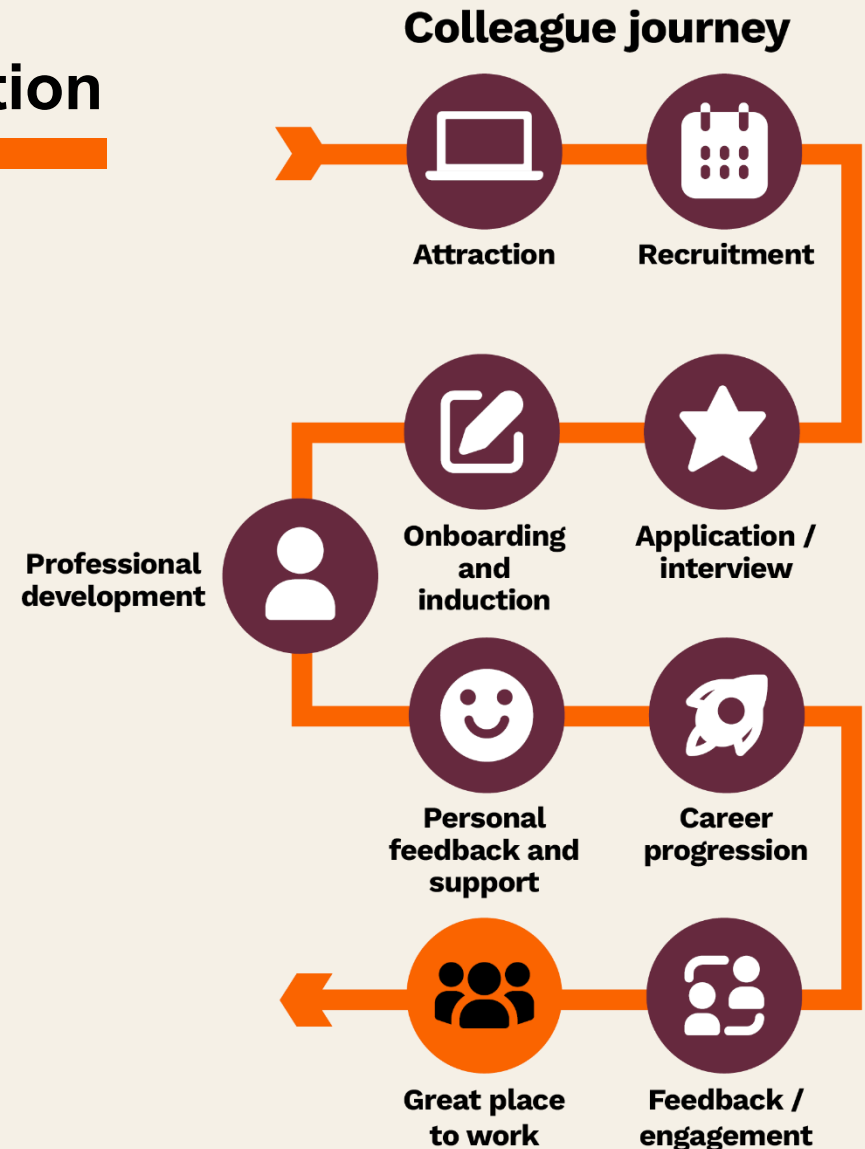 Colleague journey
tion
Attraction
Recruitment
Application /
interview
Onboarding
and
induction
Professional
development
Personal
feedback and
support
Career
progression
Feedback /
engagement
Great place
to work